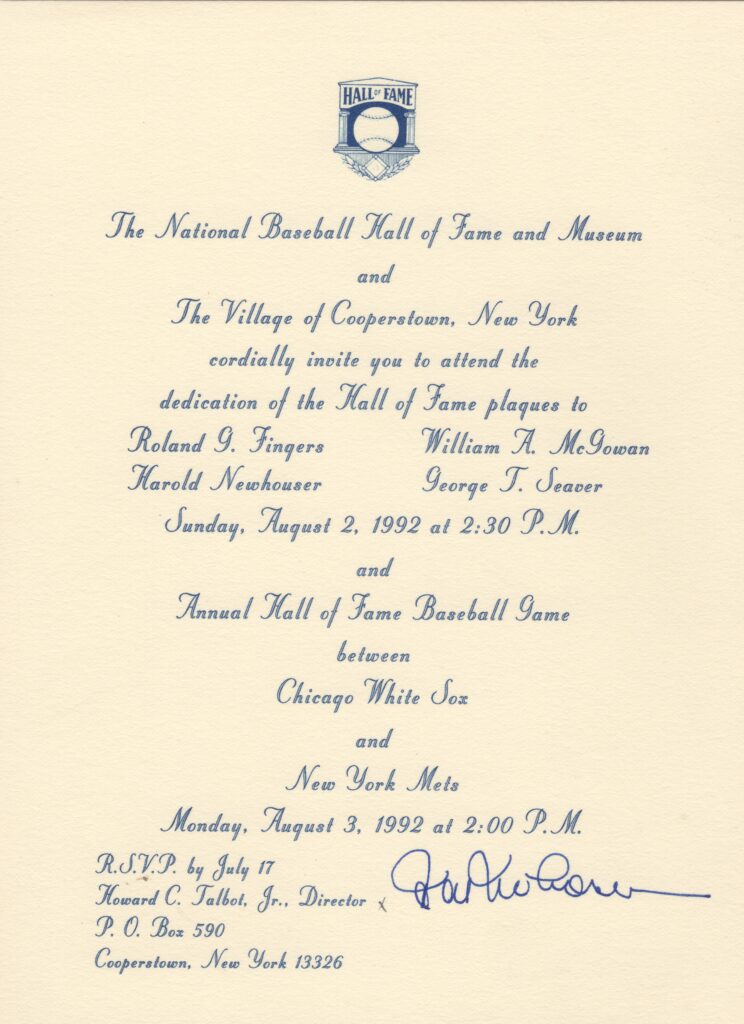 HALL OF FAME
The National Baseball Hall of Fame and Museum
and
The Village of Cooperstown, New York
cordially invite you to attend the
dedication of the Hall of Fame plaques to
Roland G. Fingers William A. McGowan
Harold Newhouser George T. Seaver
Sunday, August 2, 1992 at 2:30 P.M.
and
Annual Hall of Fame Baseball Game
between
Chicago White Sox
and
New York Mets
Monday, August 3, 1992 at 2:00 P.M.
R.S.V.P. by July 17
Howard C. Talbot, Jr., Director x
P. O. Box 590
Cooperstown, New York 13326
Hal Newhouser